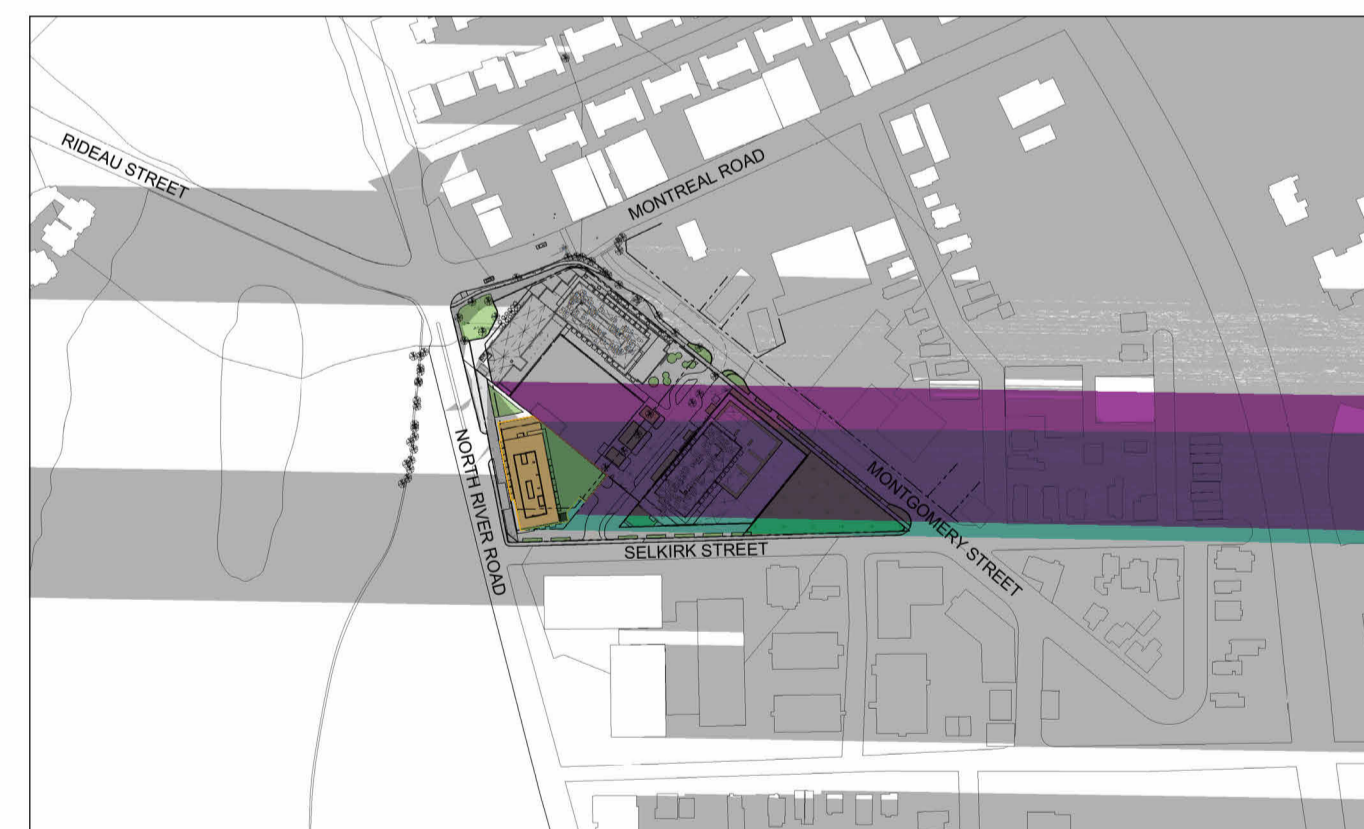 RIDEAU STREET
MONTREAL ROAD
NORTH RIVER ROAD
MONTGOMERY STREET
SELKIRK STREET